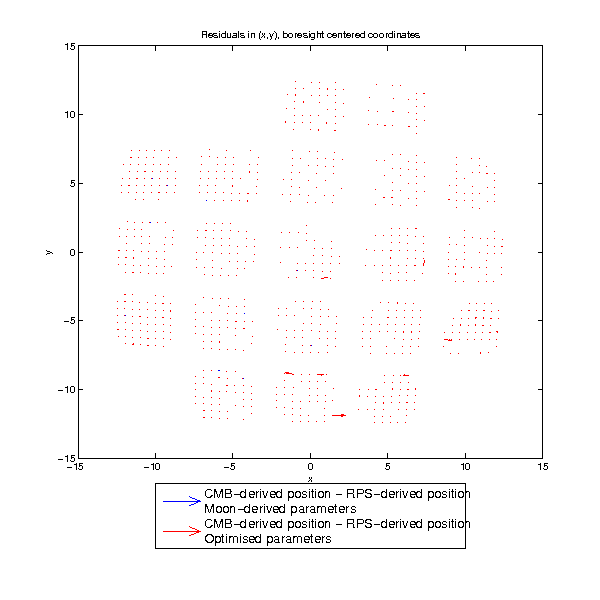 Residuals in (x,y), boresight centered coordinates
15
10
5
0
−5
−10
−15
y
−15
−10
−5
0
5
10
15
x
CMB−derived position − RPS−derived position
Moon−derived parameters
CMB−derived position − RPS−derived position
Optimised parameters